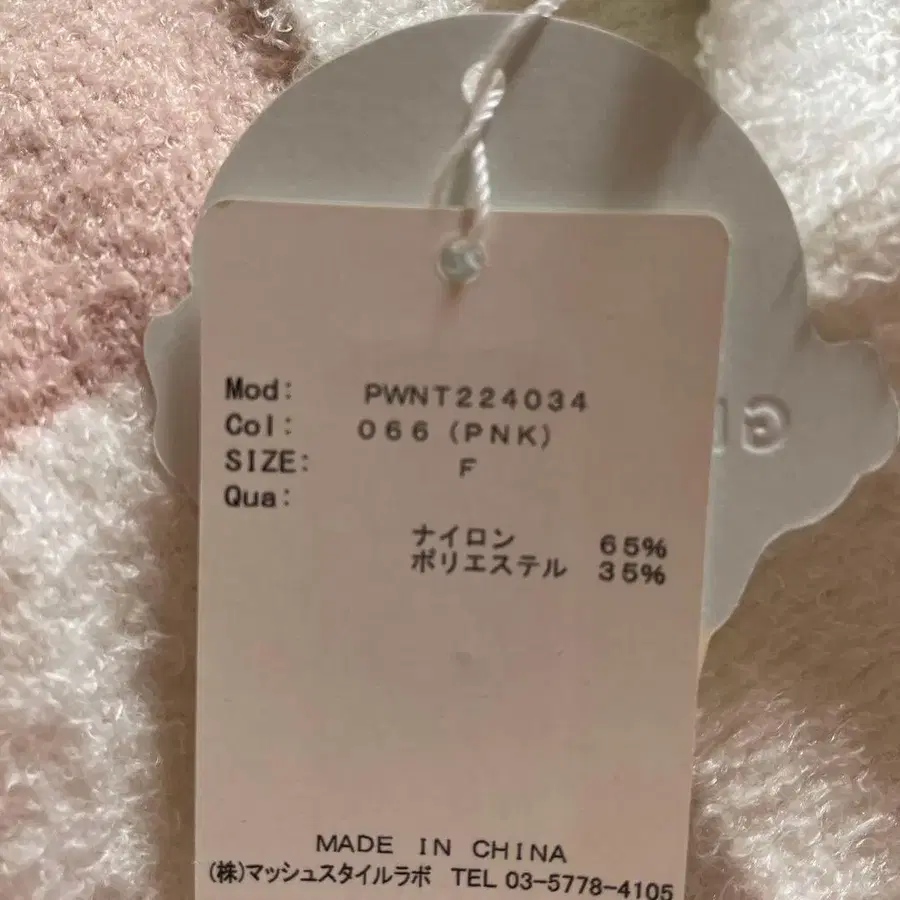 Mod: PWNT224034
Col: 066 (PNK)
SIZE: F
Qua:
ナイロン 65%
ポリエステル 35%
MADE IN CHINA
(株)マッシュスタイルラボ TEL 03-5778-4105